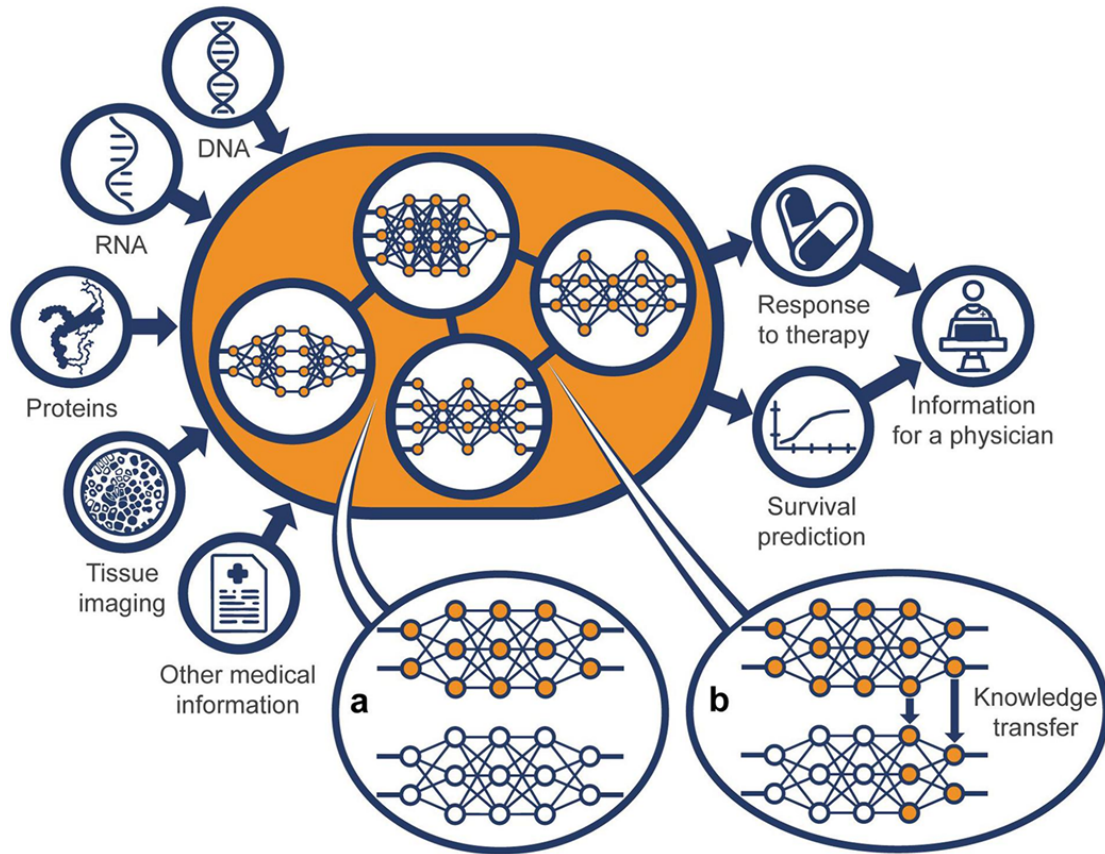 DNA
RNA
Proteins
Tissue
imaging
Other medical
information
Response
to therapy
Survival
prediction
Information
for a physician
a
b
Knowledge
transfer